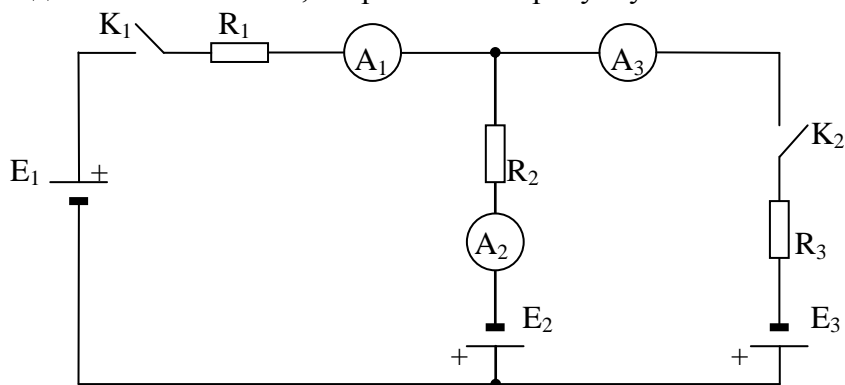 K₁ R₁
A₁ A₃
K₂
E₁ + R₂
A₂ R₃
E₂ E₃
+ +